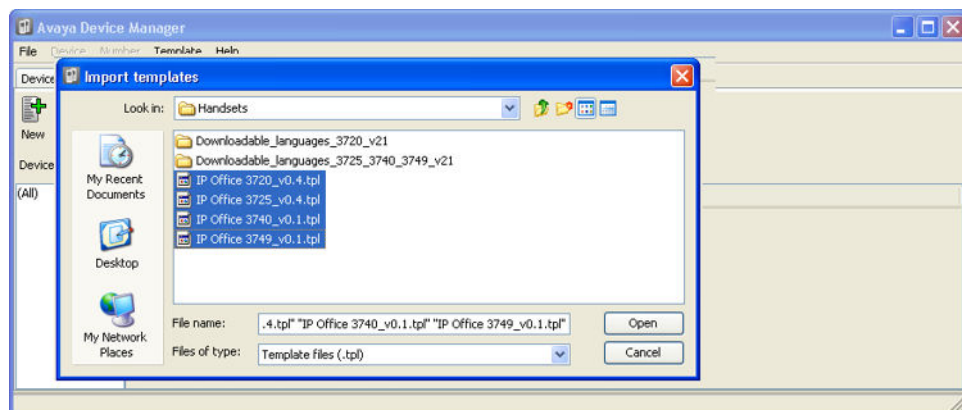 Avaya Device Manager
File Device Number Template Help
Import templates
Device
Look in: Handsets
New
Device
(All)
My Recent
Documents
Desktop
My Network
Places
Downloadable_languages_3720_v21
Downloadable_languages_3725_3740_3749_v21
IP Office 3720_v0.4.tpl
IP Office 3725_v0.4.tpl
IP Office 3740_v0.1.tpl
IP Office 3749_v0.1.tpl
File name: .4.tpl" "IP Office 3740_v0.1.tpl" "IP Office 3749_v0.1.tpl" Open
Files of type: Template files (.tpl) Cancel